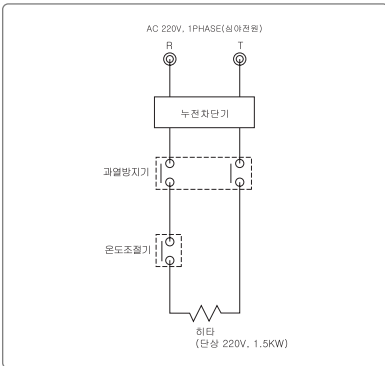 AC 220V, 1PHASE(심야전원)
R T
누전차단기
과열방지기
온도조절기
히타
(단상 220V, 1.5KW)